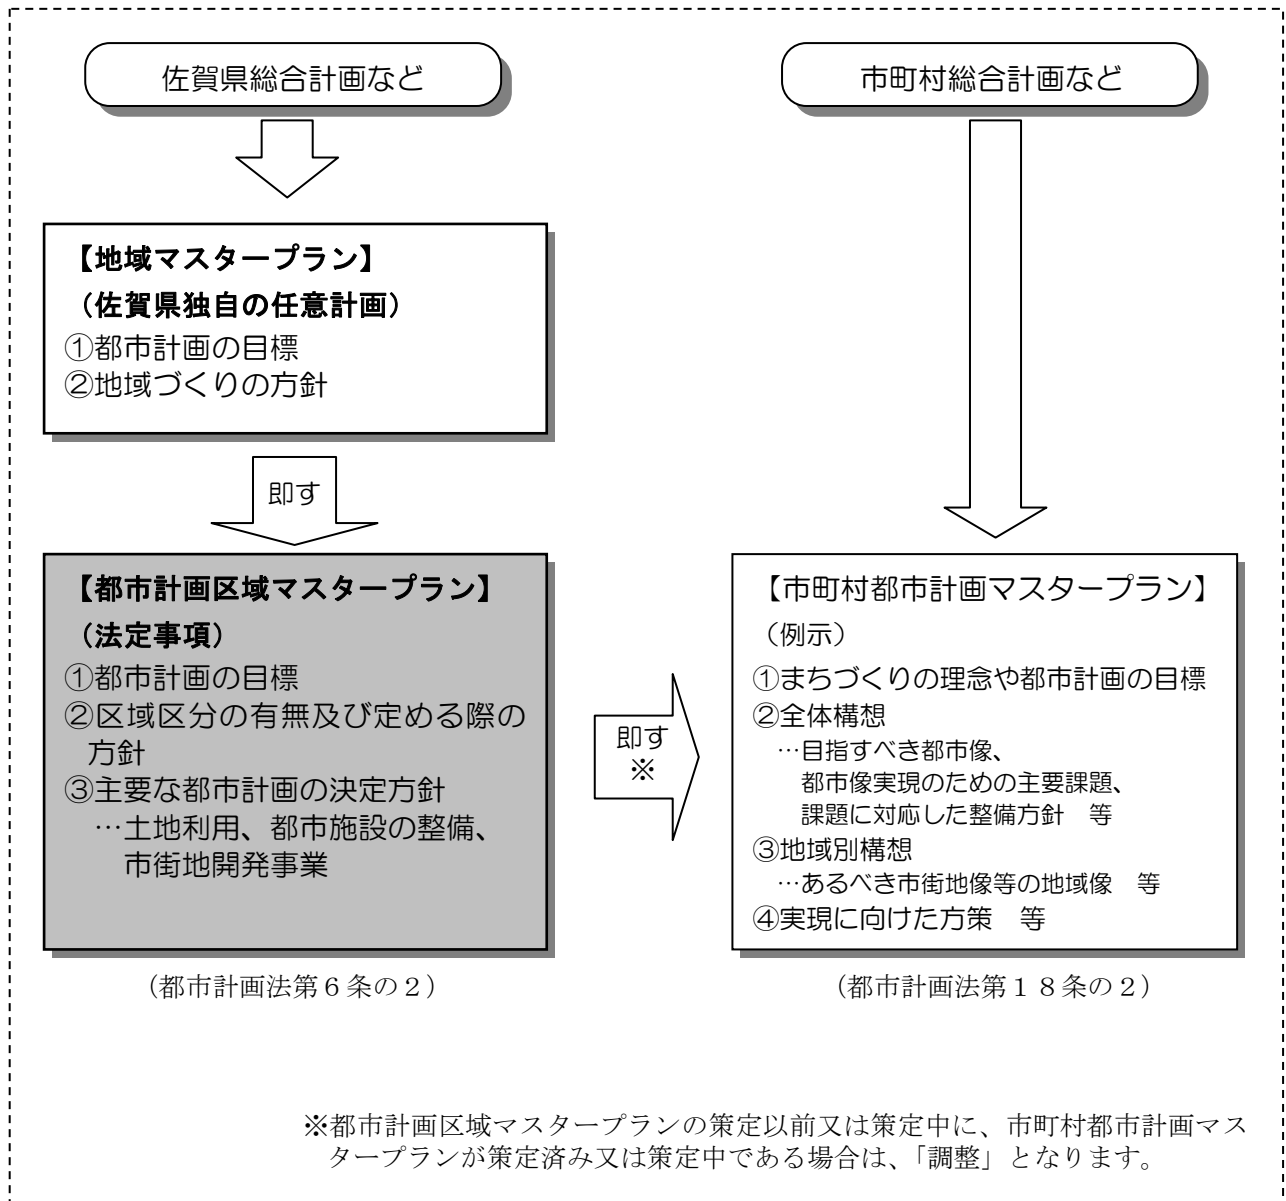 佐賀県総合計画など
市町村総合計画など
【地域マスタープラン】
（佐賀県独自の任意計画）
①都市計画の目標
②地域づくりの方針
即す
【都市計画区域マスタープラン】
（法定事項）
①都市計画の目標
②区域区分の有無及び定める際の
方針
③主要な都市計画の決定方針
…土地利用、都市施設の整備、
市街地開発事業
（都市計画法第６条の２）
即す
※
【市町村都市計画マスタープラン】
（例示）
①まちづくりの理念や都市計画の目標
②全体構想
…目指すべき都市像、
都市像実現のための主要課題、
課題に対応した整備方針　等
③地域別構想
…あるべき市街地像等の地域像　等
④実現に向けた方策　等
（都市計画法第１８条の２）
※都市計画区域マスタープランの策定以前又は策定中に、市町村都市計画マス
タープランが策定済み又は策定中である場合は、「調整」となります。